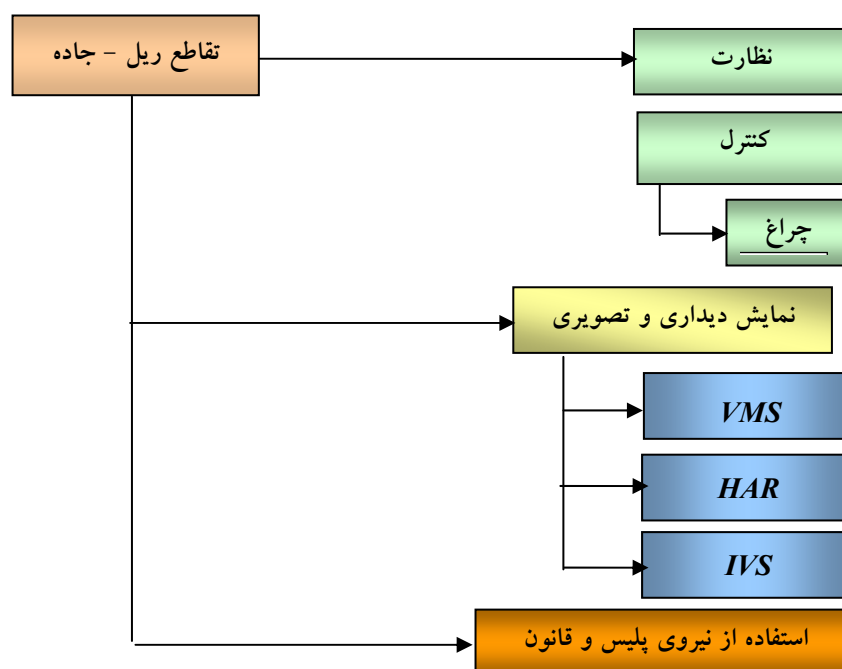 تقاطع ریل – جاده
نظارت
کنترل
چراغ
نمایش دیداری و تصویری
VMS
HAR
IVS
استفاده از نیروی پلیس و قانون